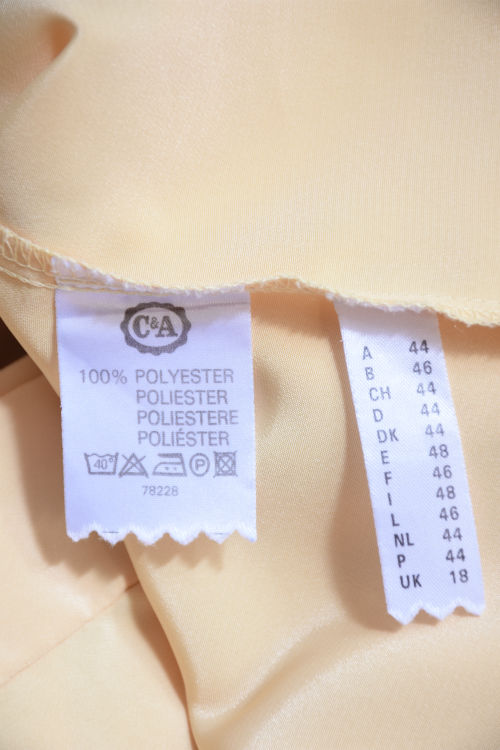 C&A
100% POLYESTER
POLIESTER
POLIESTERE
POLIÉSTER
40°
P
78228
A 44
B 46
CH 44
D 44
DK 44
E 48
F 46
I 48
L 46
NL 44
P 44
UK 18